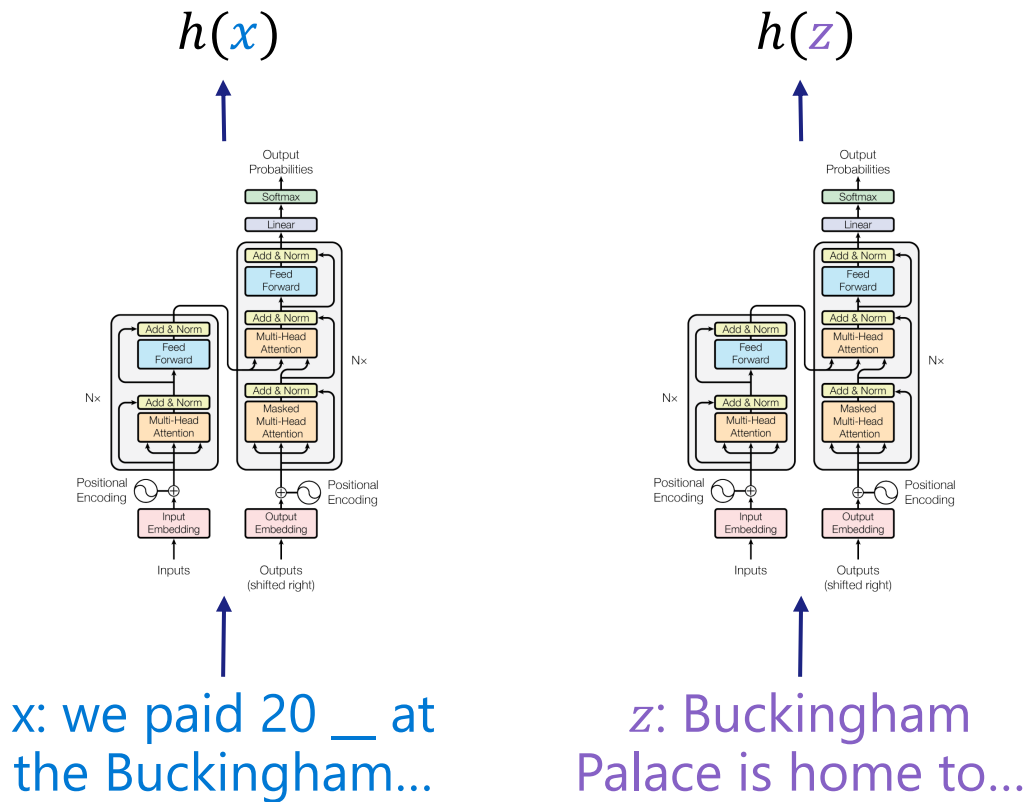 h(x)
Output
Probabilities
Softmax
Linear
Add & Norm
Feed
Forward
Add & Norm
Multi-Head
Attention
Add & Norm
Feed
Forward
N×
Add & Norm
Masked
Multi-Head
Attention
N×
Add & Norm
Multi-Head
Attention
Positional
Encoding
Positional
Encoding
Input
Embedding
Output
Embedding
Inputs
Outputs
(shifted right)
x: we paid 20 __ at
the Buckingham...
h(z)
Output
Probabilities
Softmax
Linear
Add & Norm
Feed
Forward
Add & Norm
Multi-Head
Attention
Add & Norm
Feed
Forward
N×
Add & Norm
Masked
Multi-Head
Attention
N×
Add & Norm
Multi-Head
Attention
Positional
Encoding
Positional
Encoding
Input
Embedding
Output
Embedding
Inputs
Outputs
(shifted right)
z: Buckingham
Palace is home to...